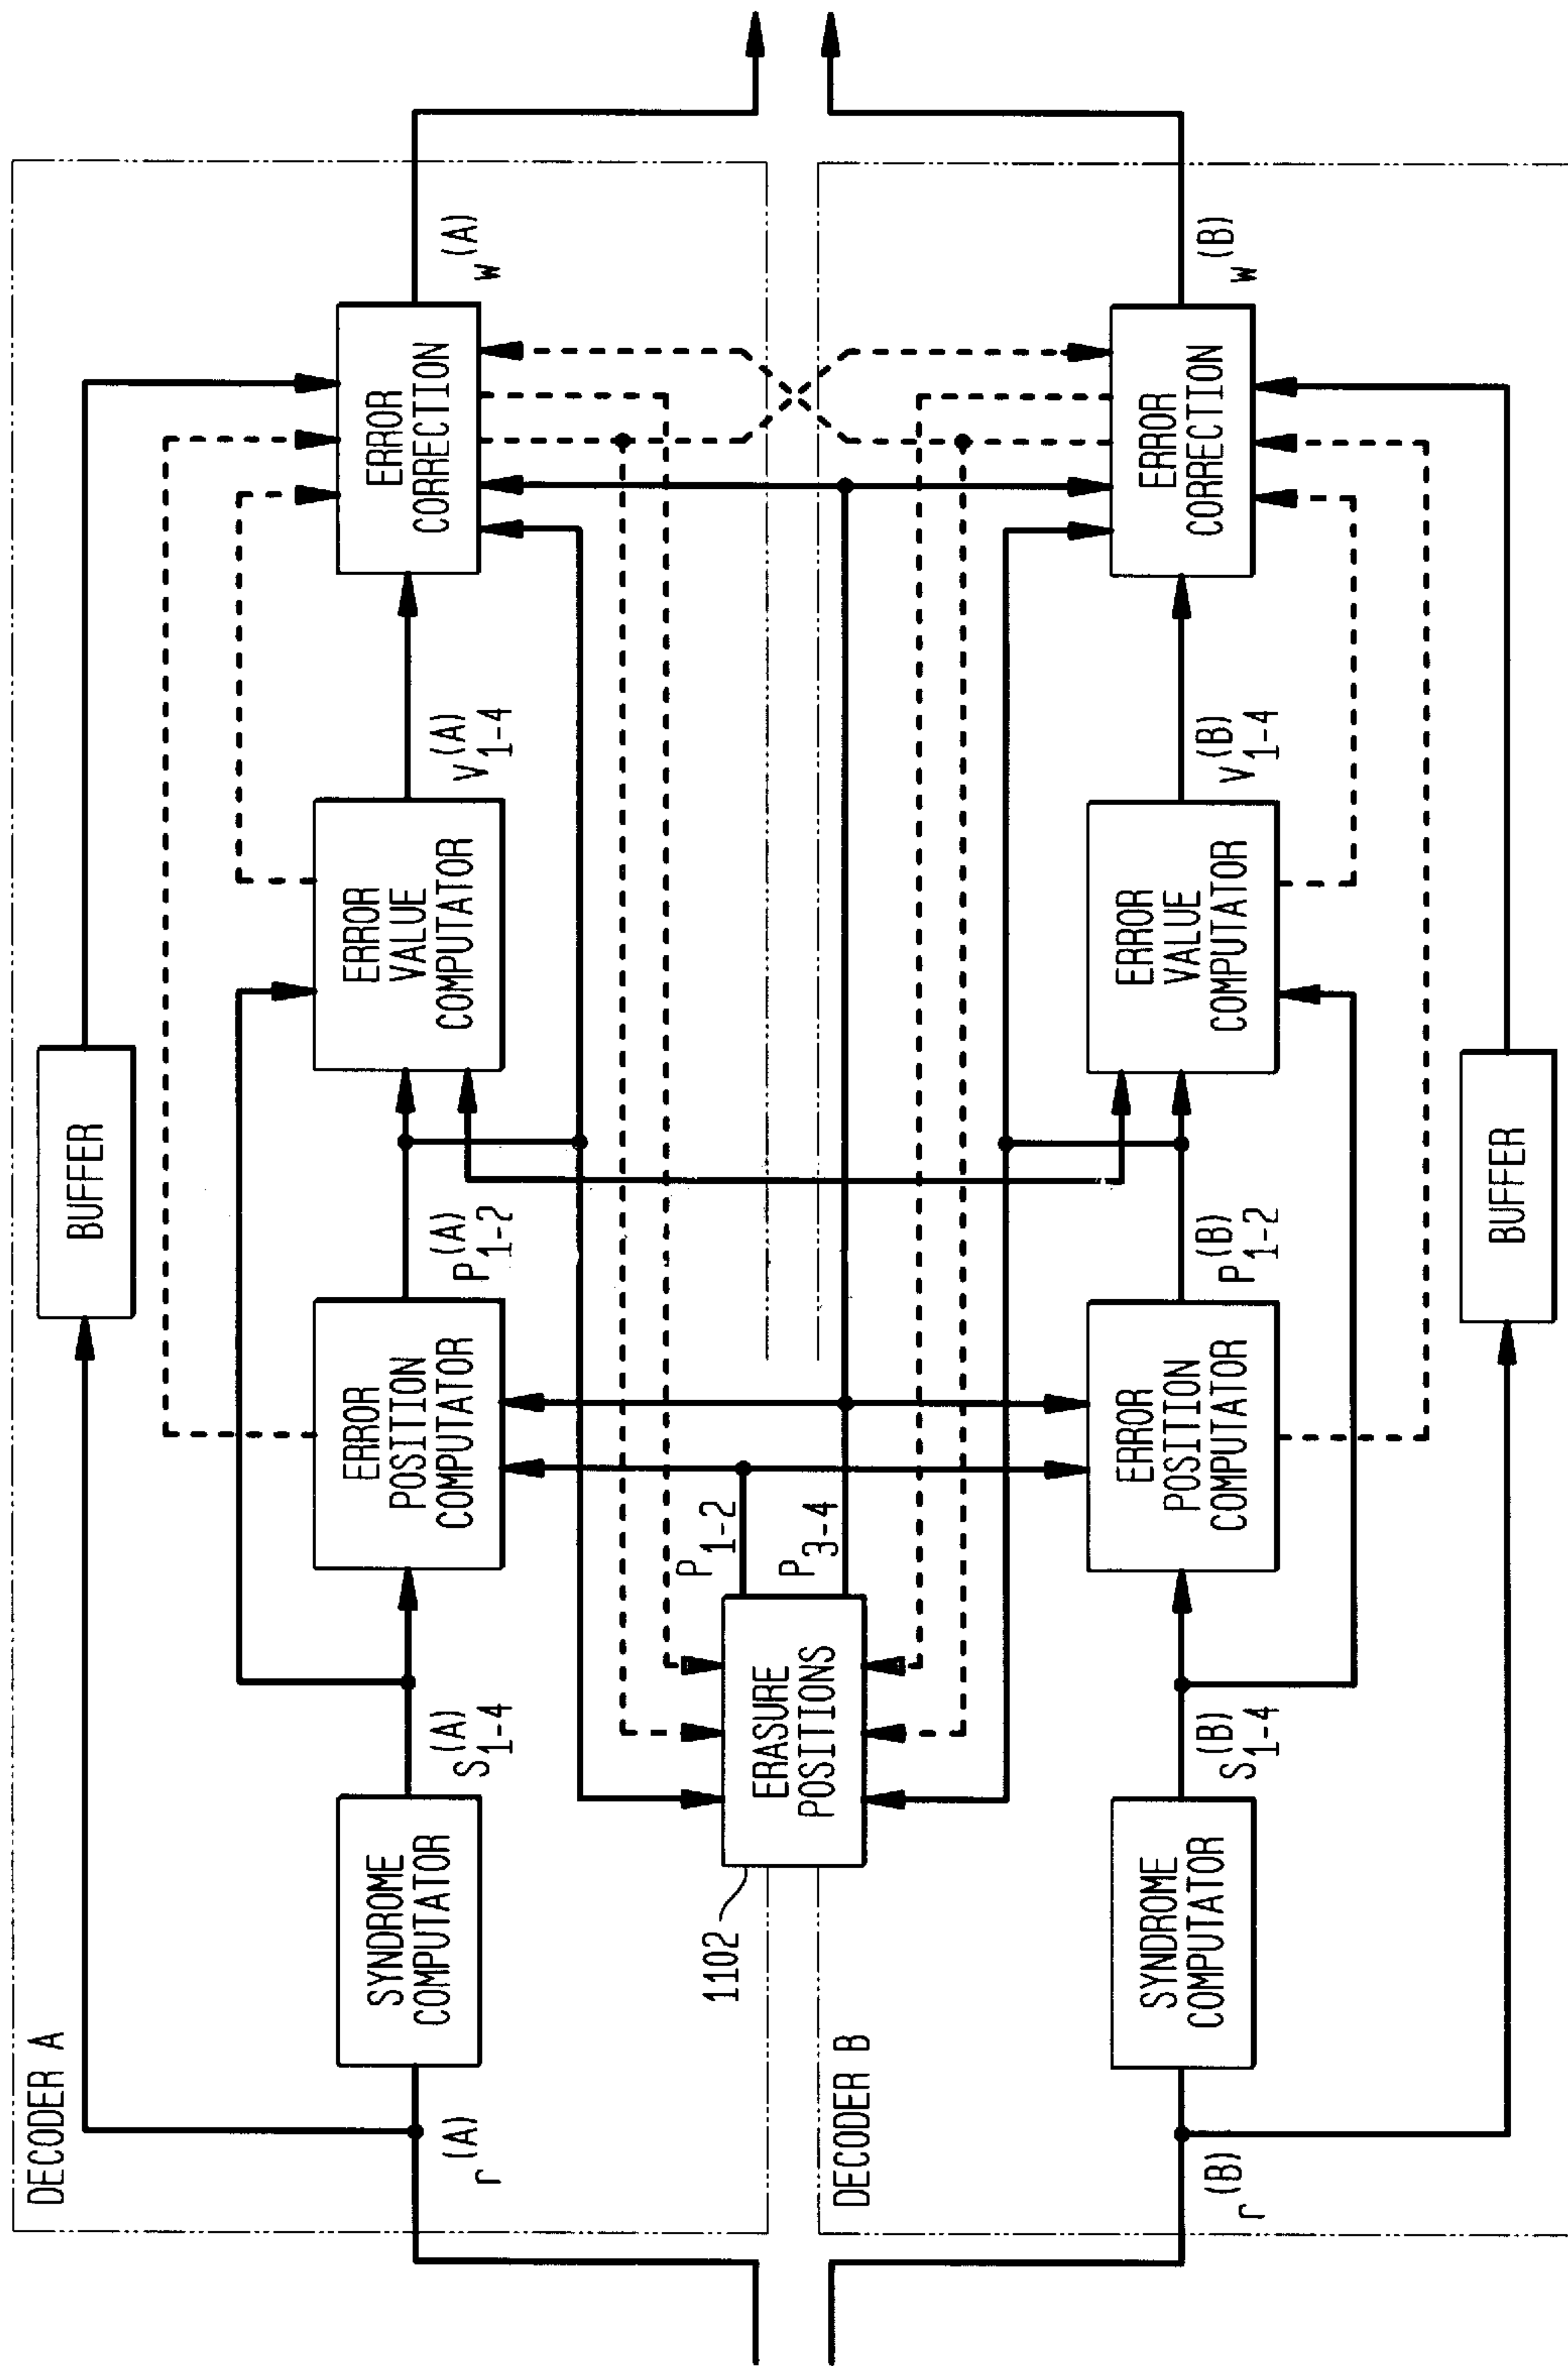 DECODER A
BUFFER
r(A)
SYNDROME
COMPUTATOR
S(A)1-4
ERROR
POSITION
COMPUTATOR
P(A)1-2
ERROR
VALUE
COMPUTATOR
V(A)1-4
ERROR
CORRECTION
w(A)
1102
ERASURE
POSITIONS
P1-2
P3-4
DECODER B
r(B)
SYNDROME
COMPUTATOR
S(B)1-4
ERROR
POSITION
COMPUTATOR
P(B)1-2
ERROR
VALUE
COMPUTATOR
V(B)1-4
ERROR
CORRECTION
w(B)
BUFFER